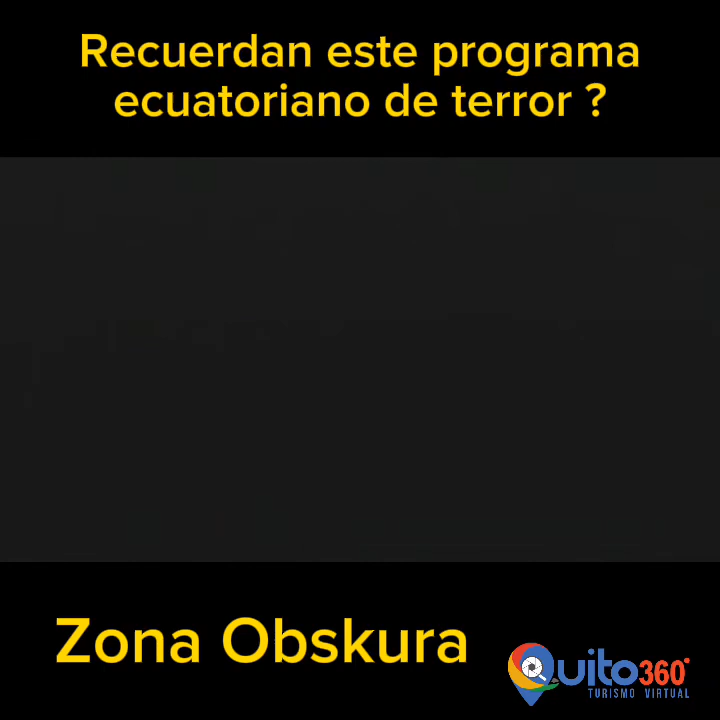 Recuerdan este programa
ecuatoriano de terror ?
Zona Obskura
Quito360°
TURISMO VIRTUAL